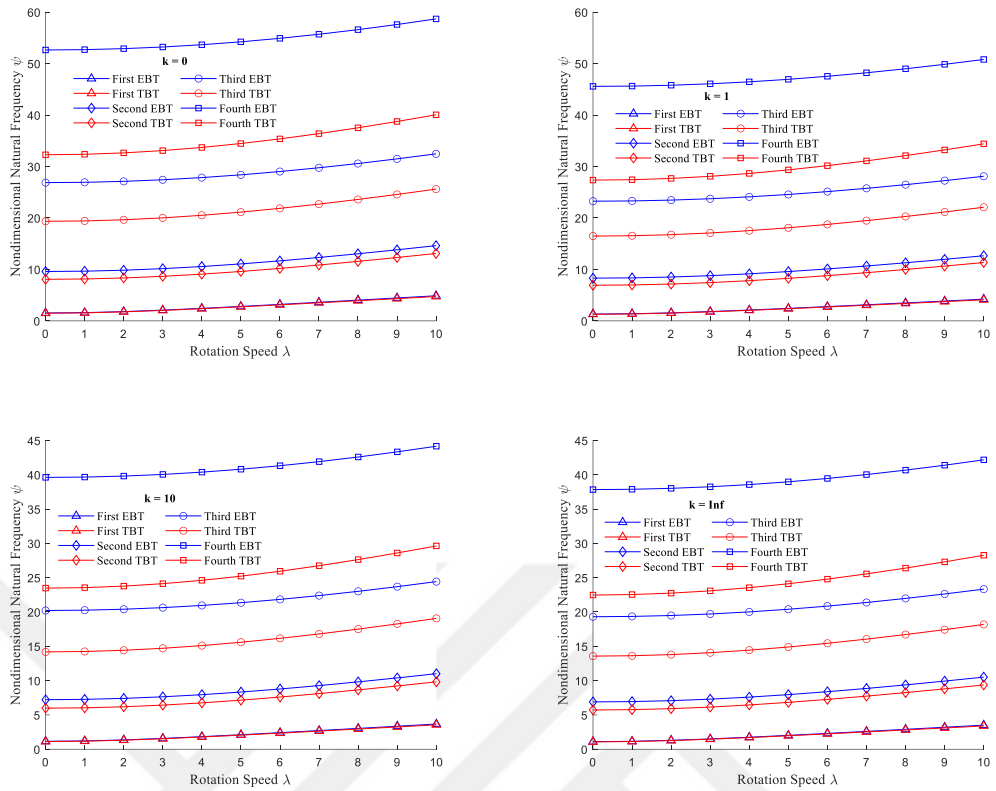 60
50
40
30
20
10
0
Nondimensional Natural Frequency ψ
k = 0
First EBT
First TBT
Second EBT
Second TBT
Third EBT
Third TBT
Fourth EBT
Fourth TBT
0 1 2 3 4 5 6 7 8 9 10
Rotation Speed λ
60
50
40
30
20
10
0
Nondimensional Natural Frequency ψ
k = 1
First EBT
First TBT
Second EBT
Second TBT
Third EBT
Third TBT
Fourth EBT
Fourth TBT
0 1 2 3 4 5 6 7 8 9 10
Rotation Speed λ
45
40
35
30
25
20
15
10
5
0
Nondimensional Natural Frequency ψ
k = 10
First EBT
First TBT
Second EBT
Second TBT
Third EBT
Third TBT
Fourth EBT
Fourth TBT
0 1 2 3 4 5 6 7 8 9 10
Rotation Speed λ
45
40
35
30
25
20
15
10
5
0
Nondimensional Natural Frequency ψ
k = Inf
First EBT
First TBT
Second EBT
Second TBT
Third EBT
Third TBT
Fourth EBT
Fourth TBT
0 1 2 3 4 5 6 7 8 9 10
Rotation Speed λ